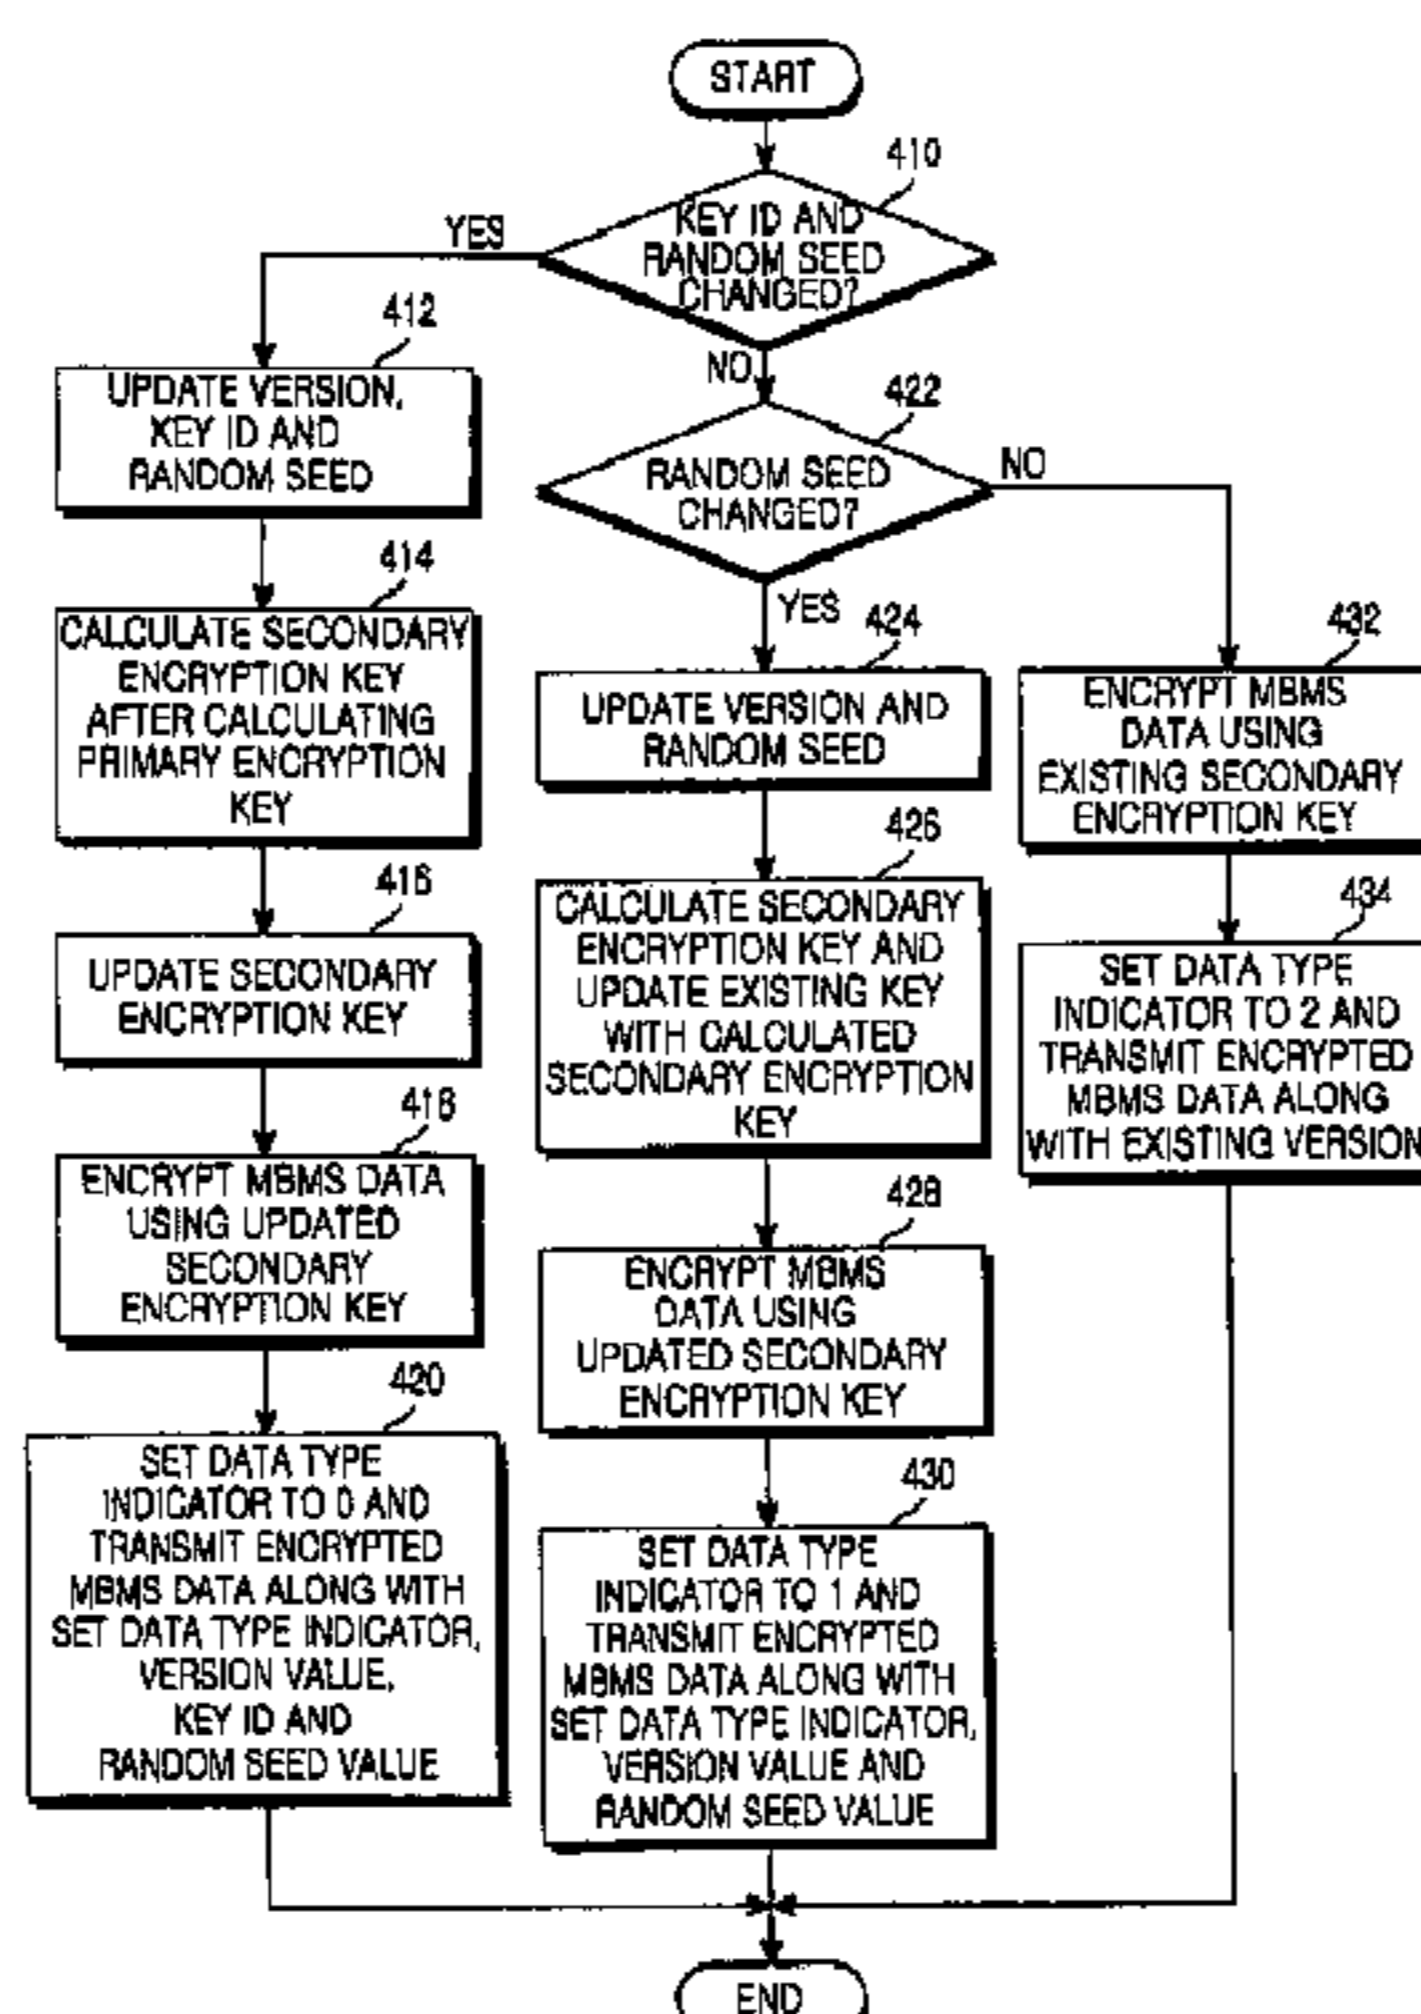 START
410
KEY ID AND
RANDOM SEED
CHANGED?
YES
NO
412
UPDATE VERSION,
KEY ID AND
RANDOM SEED
414
CALCULATE SECONDARY
ENCRYPTION KEY
AFTER CALCULATING
PRIMARY ENCRYPTION
KEY
416
UPDATE SECONDARY
ENCRYPTION KEY
418
ENCRYPT MBMS DATA
USING UPDATED
SECONDARY
ENCRYPTION KEY
420
SET DATA TYPE
INDICATOR TO 0 AND
TRANSMIT ENCRYPTED
MBMS DATA ALONG WITH
SET DATA TYPE INDICATOR,
VERSION VALUE,
KEY ID AND
RANDOM SEED VALUE
422
RANDOM SEED
CHANGED?
NO
YES
424
UPDATE VERSION AND
RANDOM SEED
426
CALCULATE SECONDARY
ENCRYPTION KEY AND
UPDATE EXISTING KEY
WITH CALCULATED
SECONDARY ENCRYPTION
KEY
428
ENCRYPT MBMS
DATA USING
UPDATED SECONDARY
ENCRYPTION KEY
430
SET DATA TYPE
INDICATOR TO 1 AND
TRANSMIT ENCRYPTED
MBMS DATA ALONG WITH
SET DATA TYPE INDICATOR,
VERSION VALUE AND
RANDOM SEED VALUE
432
ENCRYPT MBMS
DATA USING
EXISTING SECONDARY
ENCRYPTION KEY
434
SET DATA TYPE
INDICATOR TO 2 AND
TRANSMIT ENCRYPTED
MBMS DATA ALONG
WITH EXISTING VERSION
END